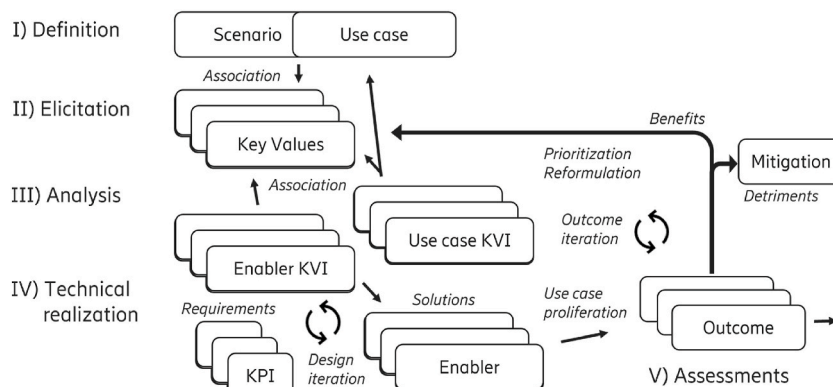 I) Definition
Scenario
Use case
Association
II) Elicitation
Key Values
Benefits
Prioritization
Reformulation
Mitigation
Detriments
Association
III) Analysis
Use case KVI
Outcome
iteration
Enabler KVI
IV) Technical
realization
Requirements
KPI
Design
iteration
Solutions
Enabler
Use case
proliferation
Outcome
V) Assessments